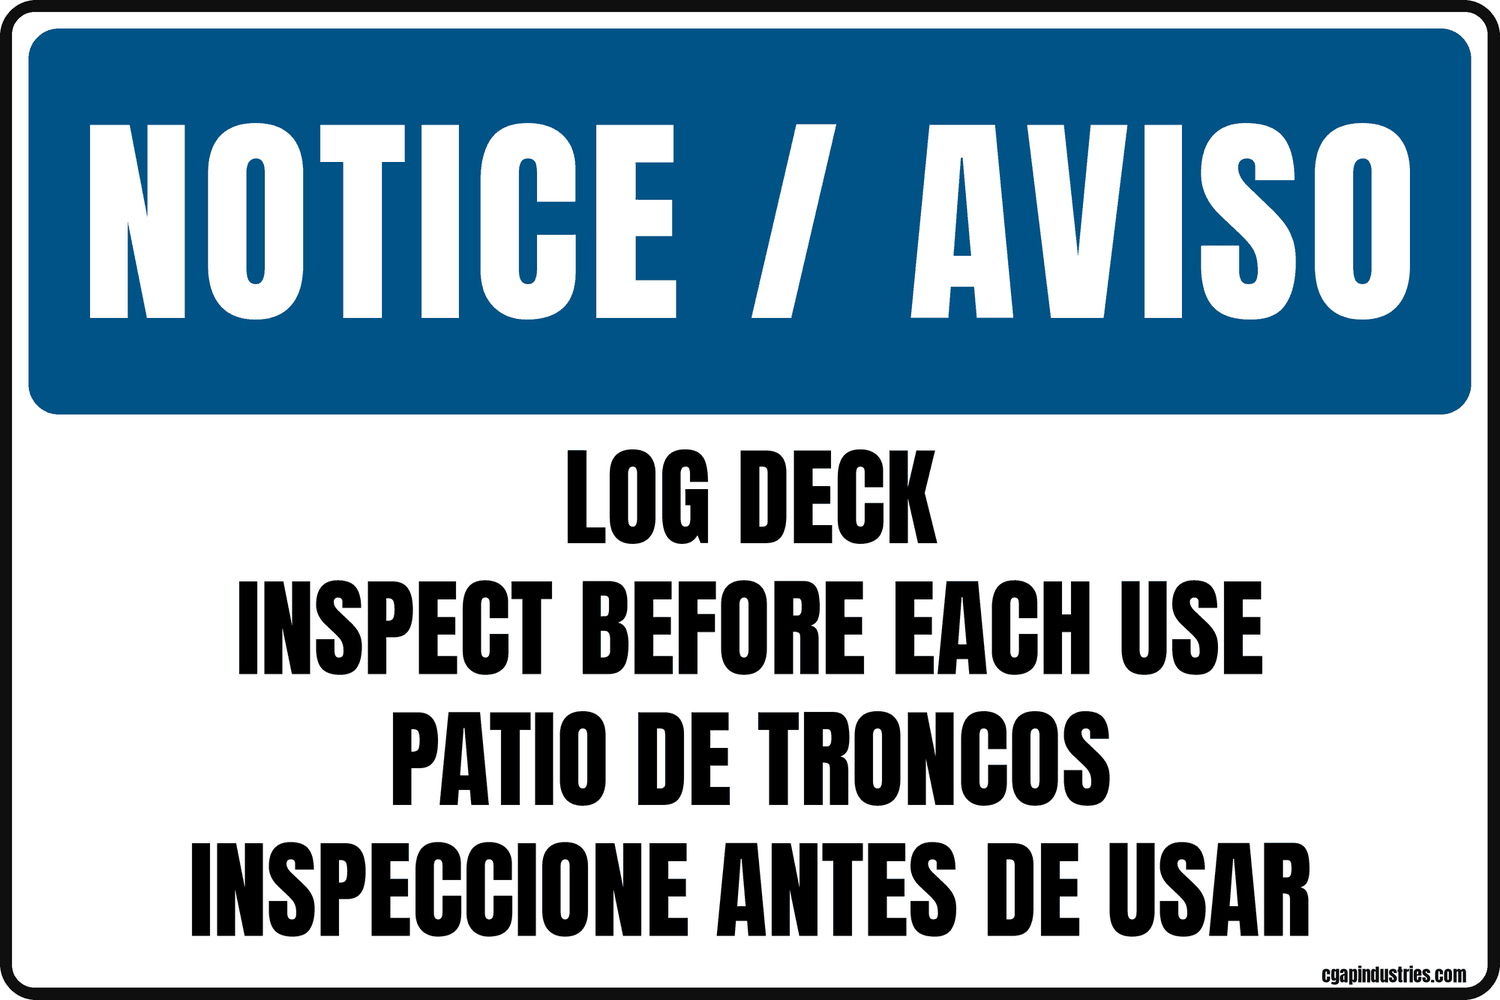 NOTICE / AVISO
LOG DECK
INSPECT BEFORE EACH USE
PATIO DE TRONCOS
INSPECCIONE ANTES DE USAR
cgapindustries.com